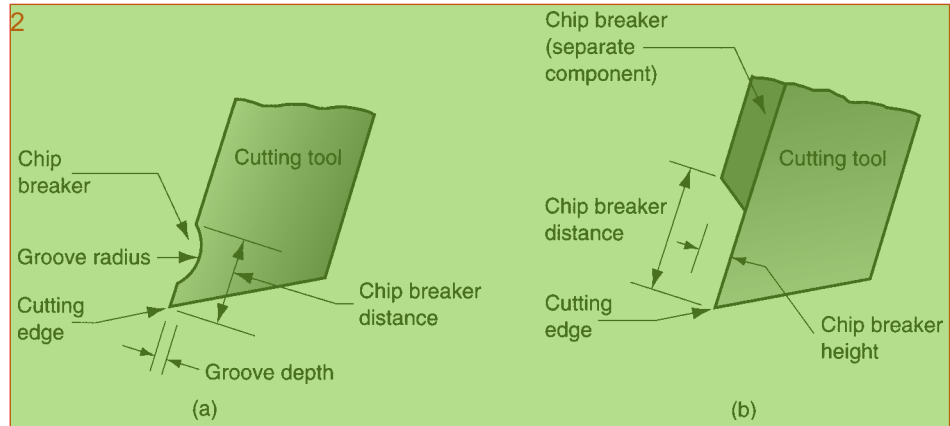 2
Chip
breaker
Groove radius
Cutting
edge
Cutting tool
Chip breaker
distance
Groove depth
(a)
Chip breaker
(separate
component)
Cutting tool
Chip breaker
distance
Cutting
edge
Chip breaker
height
(b)